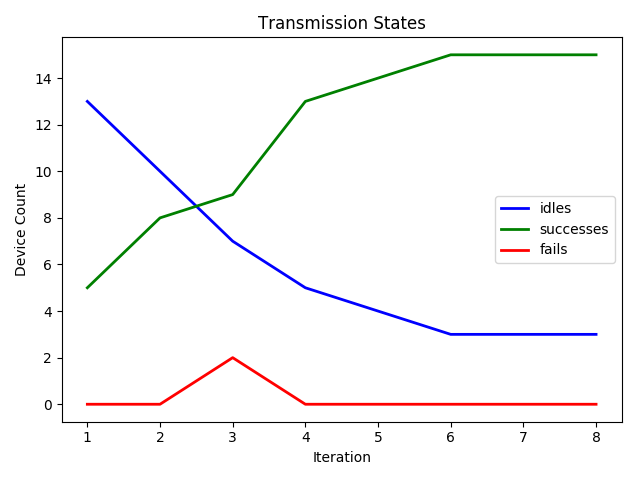 Transmission States
Device Count
14
12
10
8
6
4
2
0
idles
successes
fails
1 2 3 4 5 6 7 8
Iteration